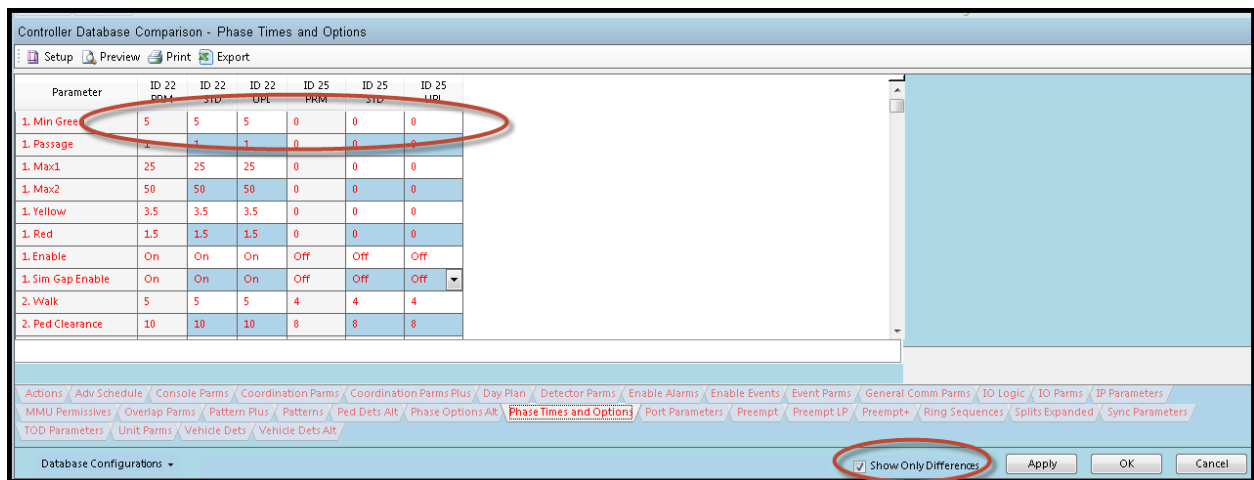 Controller Database Comparison - Phase Times and Options
Setup Preview Print Export
Parameter ID 22 PRM ID 22 STD ID 22 UPL ID 25 PRM ID 25 STD ID 25 UPL
1. Min Green 5 5 5 0 0 0
1. Passage 1 1 1 0 0 0
1. Max1 25 25 25 0 0 0
1. Max2 50 50 50 0 0 0
1. Yellow 3.5 3.5 3.5 0 0 0
1. Red 1.5 1.5 1.5 0 0 0
1. Enable On On On Off Off Off
1. Sim Gap Enable On On On Off Off Off
2. Walk 5 5 5 4 4 4
2. Ped Clearance 10 10 10 8 8 8
Actions Adv Schedule Console Parms Coordination Parms Coordination Parms Plus Day Plan Detector Parms Enable Alarms Enable Events Event Parms General Comm Parms IO Logic IO Parms IP Parameters
MMU Permissives Overlap Parms Pattern Plus Patterns Ped Dets Alt Phase Options Alt Phase Times and Options Port Parameters Preempt Preempt LP Preempt+ Ring Sequences Splits Expanded Sync Parameters
TOD Parameters Unit Parms Vehicle Dets Vehicle Dets Alt
Database Configurations Show Only Differences Apply OK Cancel